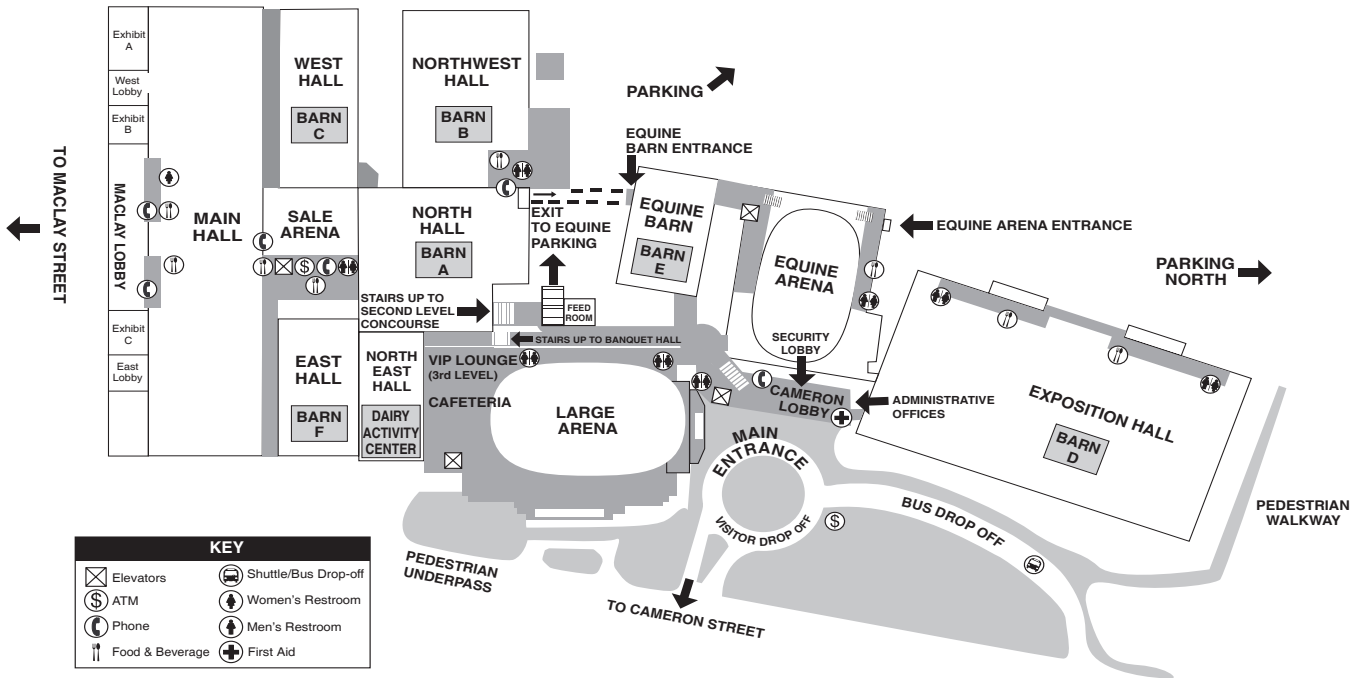 Exhibit
A
West
Lobby
Exhibit
B
MACLAY LOBBY
Exhibit
C
East
Lobby
TO MACLAY STREET
MAIN
HALL
WEST
HALL
BARN
C
NORTHWEST
HALL
BARN
B
SALE
ARENA
NORTH
HALL
BARN
A
$
EAST
HALL
BARN
F
NORTH
EAST
HALL
DAIRY
ACTIVITY
CENTER
STAIRS UP TO
SECOND LEVEL
CONCOURSE
EXIT
TO EQUINE
PARKING
FEED
ROOM
STAIRS UP TO BANQUET HALL
VIP LOUNGE
(3rd LEVEL)
CAFETERIA
LARGE
ARENA
PARKING
EQUINE
BARN ENTRANCE
EQUINE
BARN
BARN
E
EQUINE
ARENA
EQUINE ARENA ENTRANCE
PARKING
NORTH
SECURITY
LOBBY
CAMERON
LOBBY
ADMINISTRATIVE
OFFICES
EXPOSITION HALL
BARN
D
MAIN
ENTRANCE
VISITOR DROP OFF
$
BUS DROP OFF
PEDESTRIAN
WALKWAY
PEDESTRIAN
UNDERPASS
TO CAMERON STREET
KEY
Elevators
$ ATM
Phone
Food & Beverage
Shuttle/Bus Drop-off
Women's Restroom
Men's Restroom
First Aid